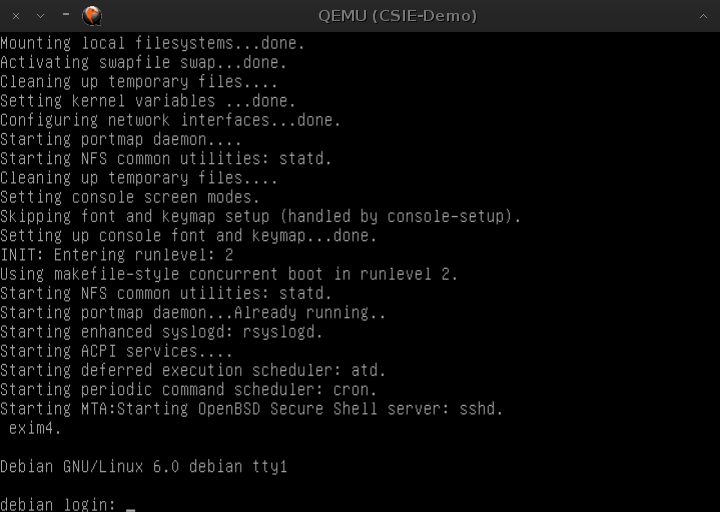 QEMU (CSIE-Demo)
Mounting local filesystems...done.
Activating swapfile swap...done.
Cleaning up temporary files....
Setting kernel variables ...done.
Configuring network interfaces...done.
Starting portmap daemon....
Starting NFS common utilities: statd.
Cleaning up temporary files....
Setting console screen modes.
Skipping font and keymap setup (handled by console-setup).
Setting up console font and keymap...done.
INIT: Entering runlevel: 2
Using makefile-style concurrent boot in runlevel 2.
Starting NFS common utilities: statd.
Starting portmap daemon...Already running..
Starting enhanced syslogd: rsyslogd.
Starting ACPI services....
Starting deferred execution scheduler: atd.
Starting periodic command scheduler: cron.
Starting MTA:Starting OpenBSD Secure Shell server: sshd.
 exim4.
Debian GNU/Linux 6.0 debian tty1
debian login: _